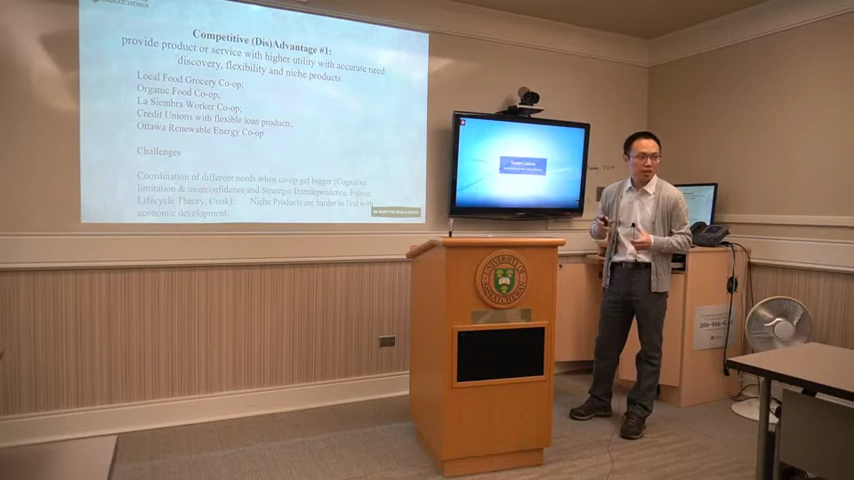 SASKATCHEWAN
Competitive (Dis)Advantage #1:
provide product or service with higher utility with accurate need
discovery, flexibility and niche products.
Local Food Grocery Co-op;
Organic Food Co-op;
La Siembra Worker Co-op;
Credit Unions with flexible loan products;
Ottawa Renewable Energy Co-op
Challenges
Coordination of different needs when co-op get bigger (Cognitive
limitation & overconfidence and Strategic Interdependence, Fulton;
Lifecycle Theory, Cook); Niche Products are harder to find with
economic development.
UNIVERSITY OF
SASKATCHEWAN